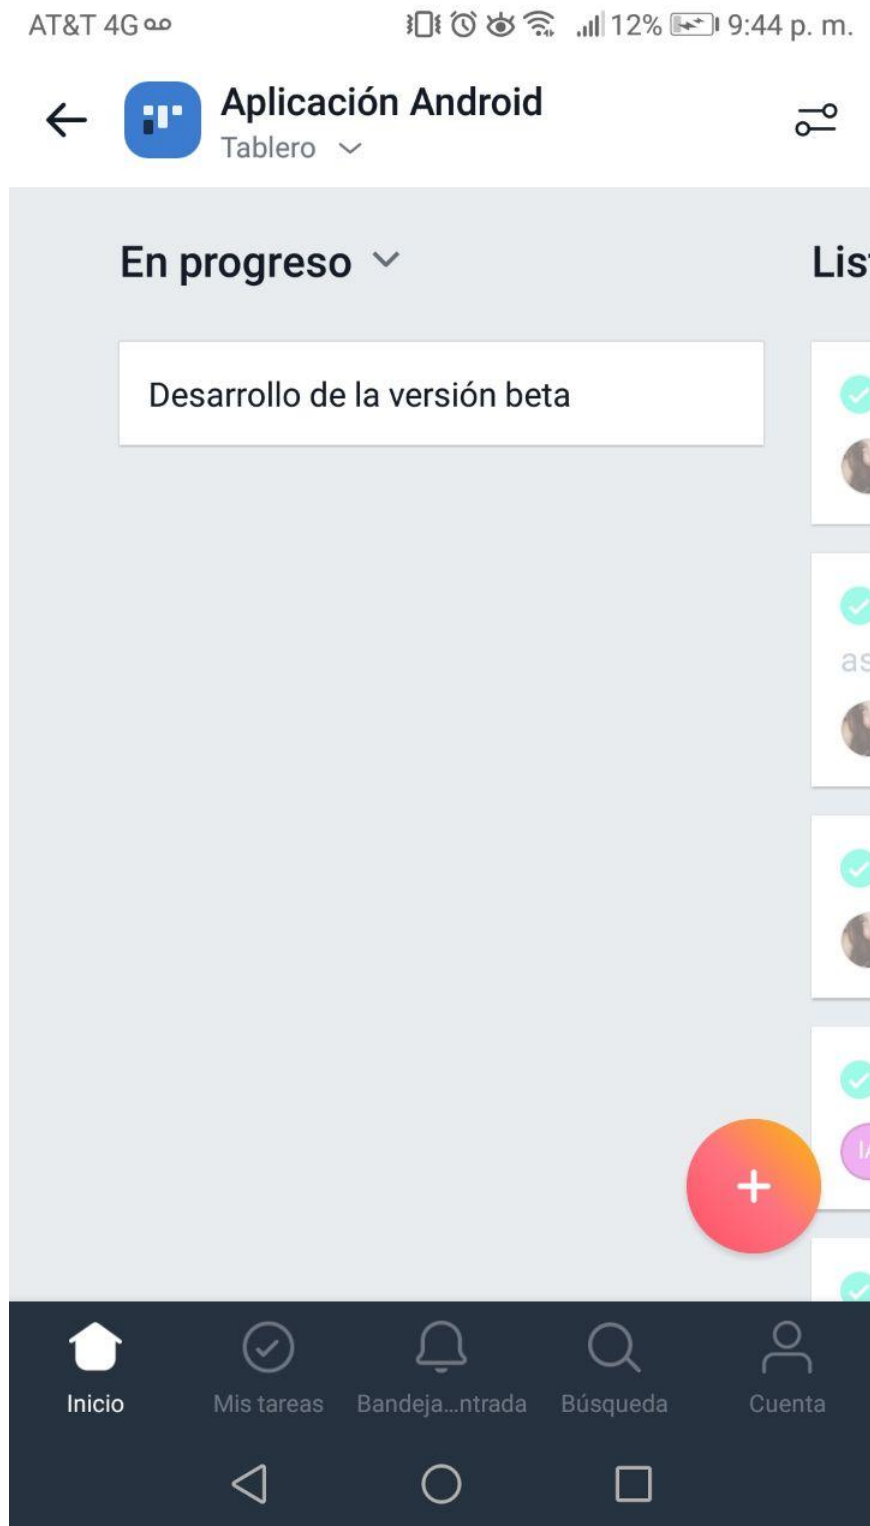 AT&T 4G 12% 9:44 p. m.
Aplicación Android
Tablero
En progreso
Desarrollo de la versión beta
Inicio Mis tareas Bandeja...ntrada Búsqueda Cuenta